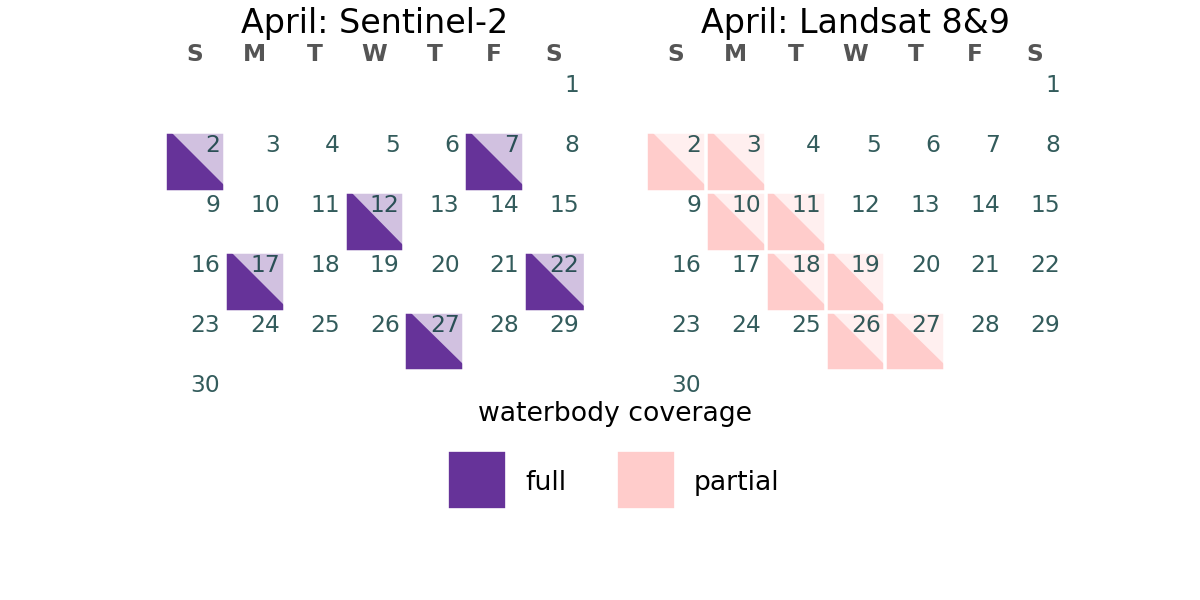 April: Sentinel-2
S M T W T F S
1
2 3 4 5 6 7 8
9 10 11 12 13 14 15
16 17 18 19 20 21 22
23 24 25 26 27 28 29
30
April: Landsat 8&9
S M T W T F S
1
2 3 4 5 6 7 8
9 10 11 12 13 14 15
16 17 18 19 20 21 22
23 24 25 26 27 28 29
30
waterbody coverage
full
partial